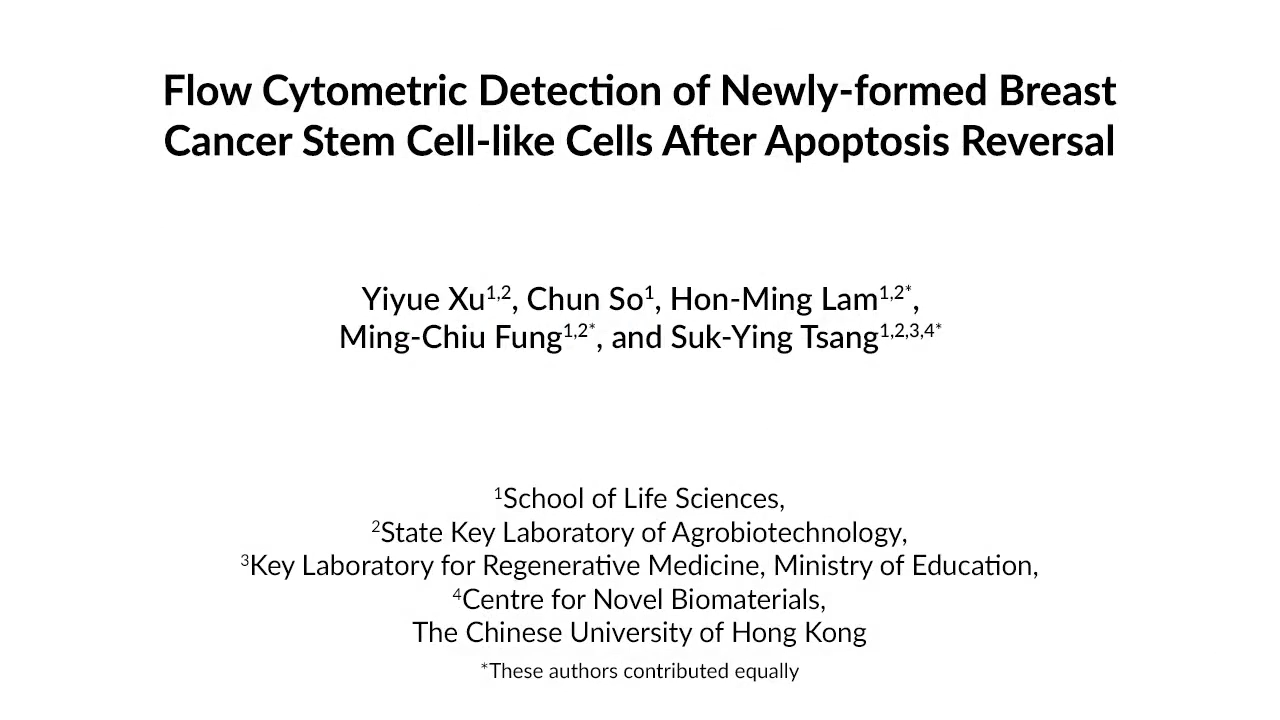 Flow Cytometric Detection of Newly-formed Breast
Cancer Stem Cell-like Cells After Apoptosis Reversal
Yiyue Xu1,2, Chun So1, Hon-Ming Lam1,2*,
Ming-Chiu Fung1,2*, and Suk-Ying Tsang1,2,3,4*
1School of Life Sciences,
2State Key Laboratory of Agrobiotechnology,
3Key Laboratory for Regenerative Medicine, Ministry of Education,
4Centre for Novel Biomaterials,
The Chinese University of Hong Kong
*These authors contributed equally